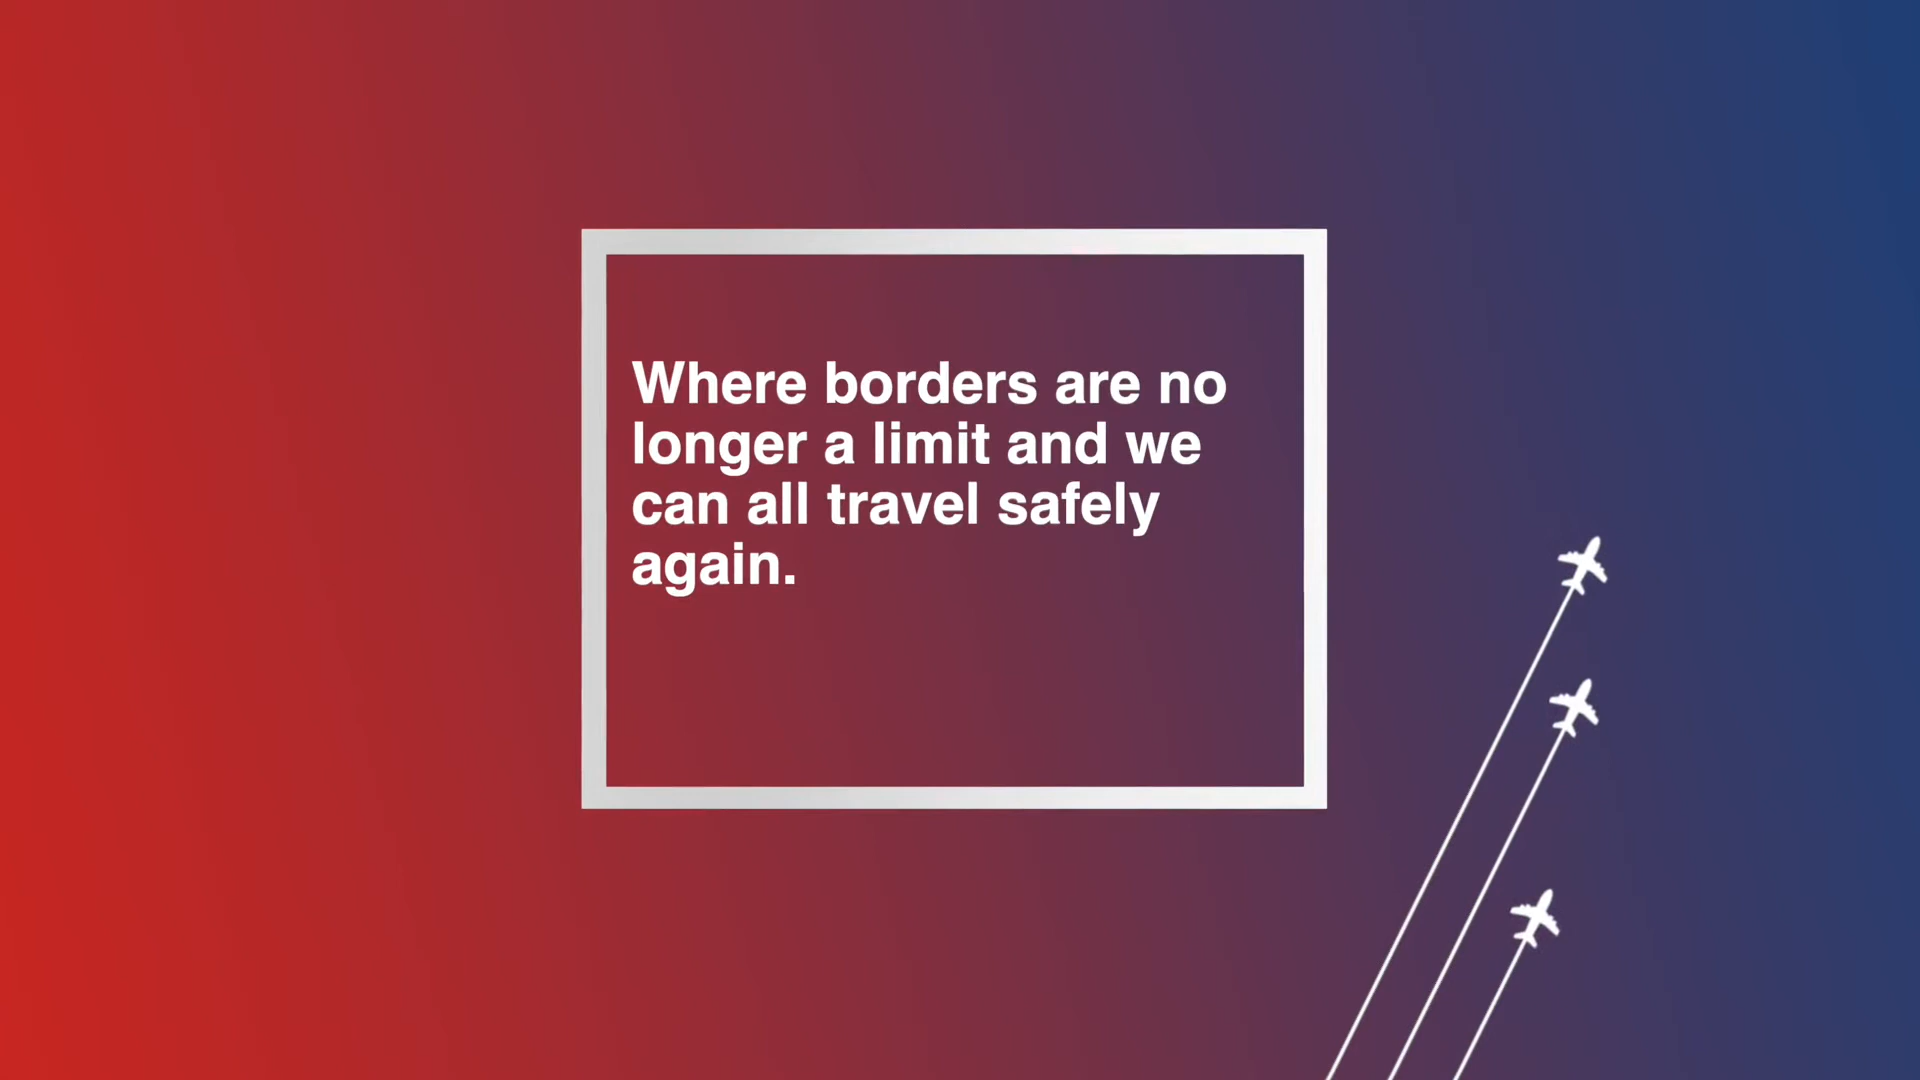 Where borders are no
longer a limit and we
can all travel safely
again.